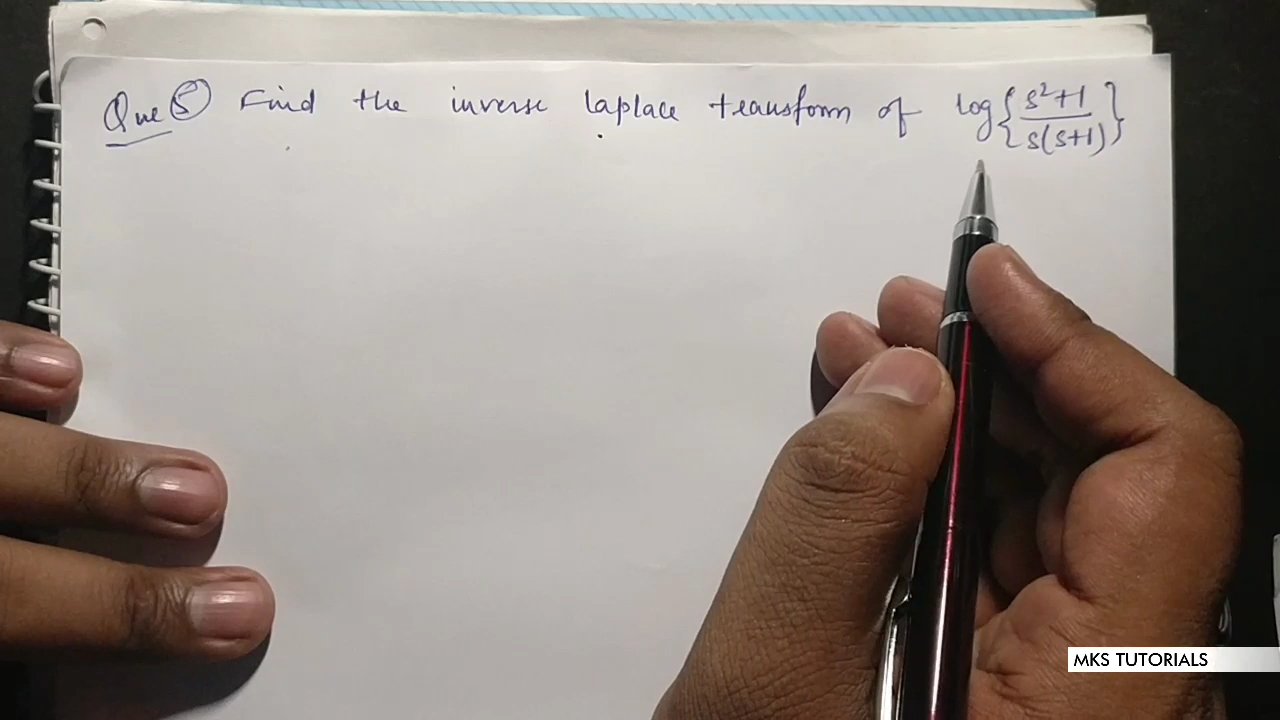 Que 5 Find the inverse laplace transform of log{s²+1/s(s+1)}
MKS TUTORIALS